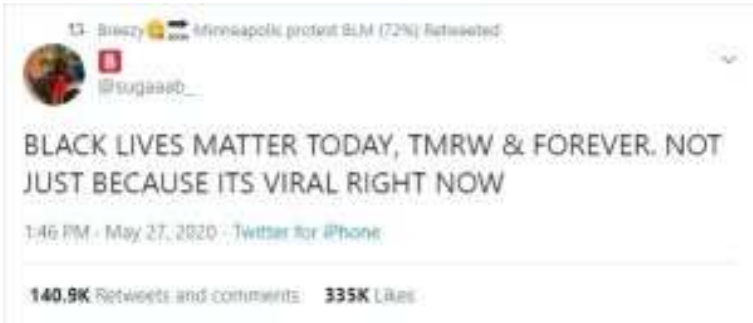 Breezy Minneapolis protest BLM (72%) Retweeted
B
@sugaaab_
BLACK LIVES MATTER TODAY, TMRW & FOREVER. NOT
JUST BECAUSE ITS VIRAL RIGHT NOW
1:46 PM · May 27, 2020 · Twitter for iPhone
140.9K Retweets and comments 335K Likes